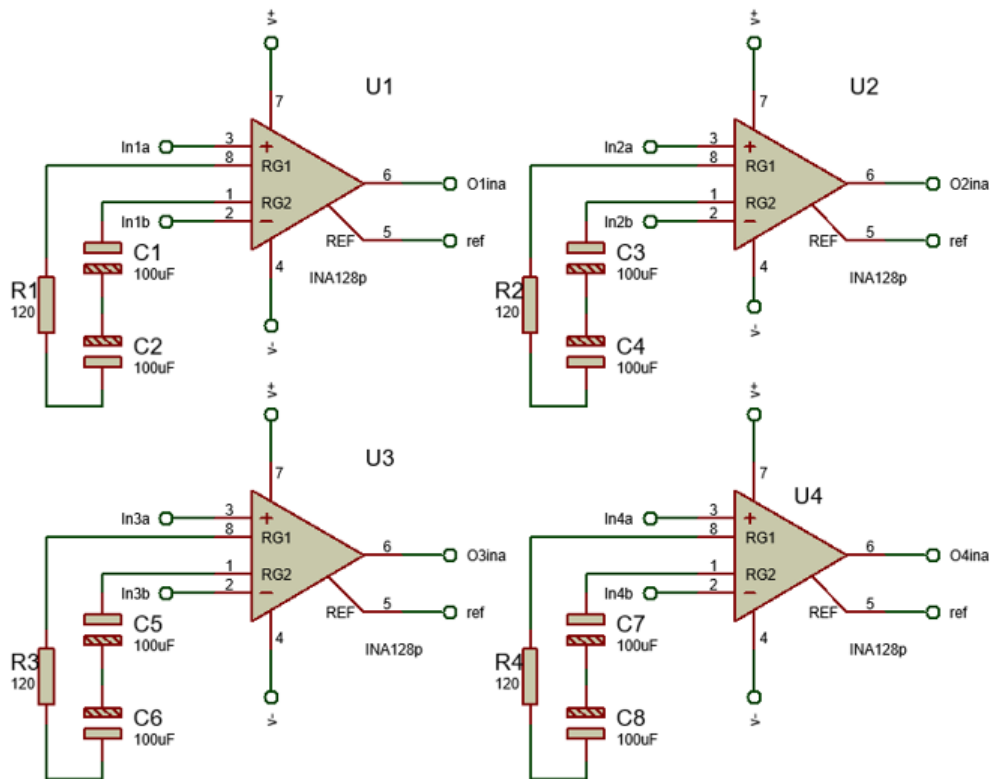 v+
U1
7
In1a
3
+
8
RG1
6
O1ina
1
RG2
In1b
2
−
REF
5
ref
4
INA128p
C1
100uF
R1
120
C2
100uF
v-
v+
U2
7
In2a
3
+
8
RG1
6
O2ina
1
RG2
In2b
2
−
REF
5
ref
4
INA128p
C3
100uF
R2
120
C4
100uF
v-
v+
U3
7
In3a
3
+
8
RG1
6
O3ina
1
RG2
In3b
2
−
REF
5
ref
4
INA128p
C5
100uF
R3
120
C6
100uF
v-
v+
U4
7
In4a
3
+
8
RG1
6
O4ina
1
RG2
In4b
2
−
REF
5
ref
4
INA128p
C7
100uF
R4
120
C8
100uF
v-